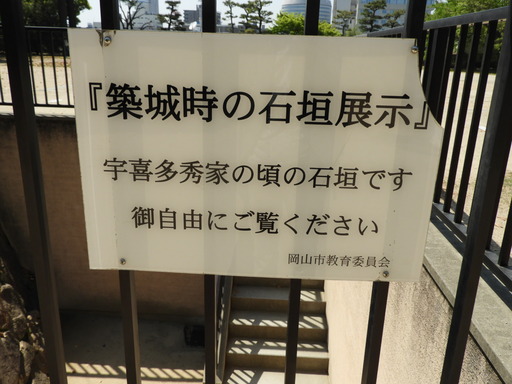 『築城時の石垣展示』
宇喜多秀家の頃の石垣です
御自由にご覧ください
岡山市教育委員会